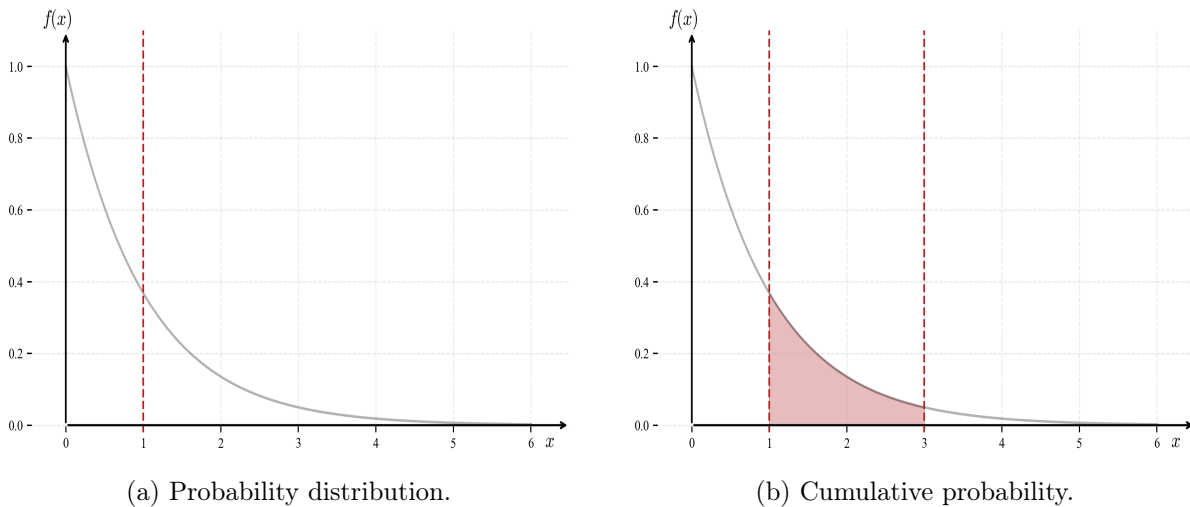 f(x)
1.0
0.8
0.6
0.4
0.2
0.0
0 1 2 3 4 5 6 x
(a) Probability distribution.
f(x)
1.0
0.8
0.6
0.4
0.2
0.0
0 1 2 3 4 5 6 x
(b) Cumulative probability.